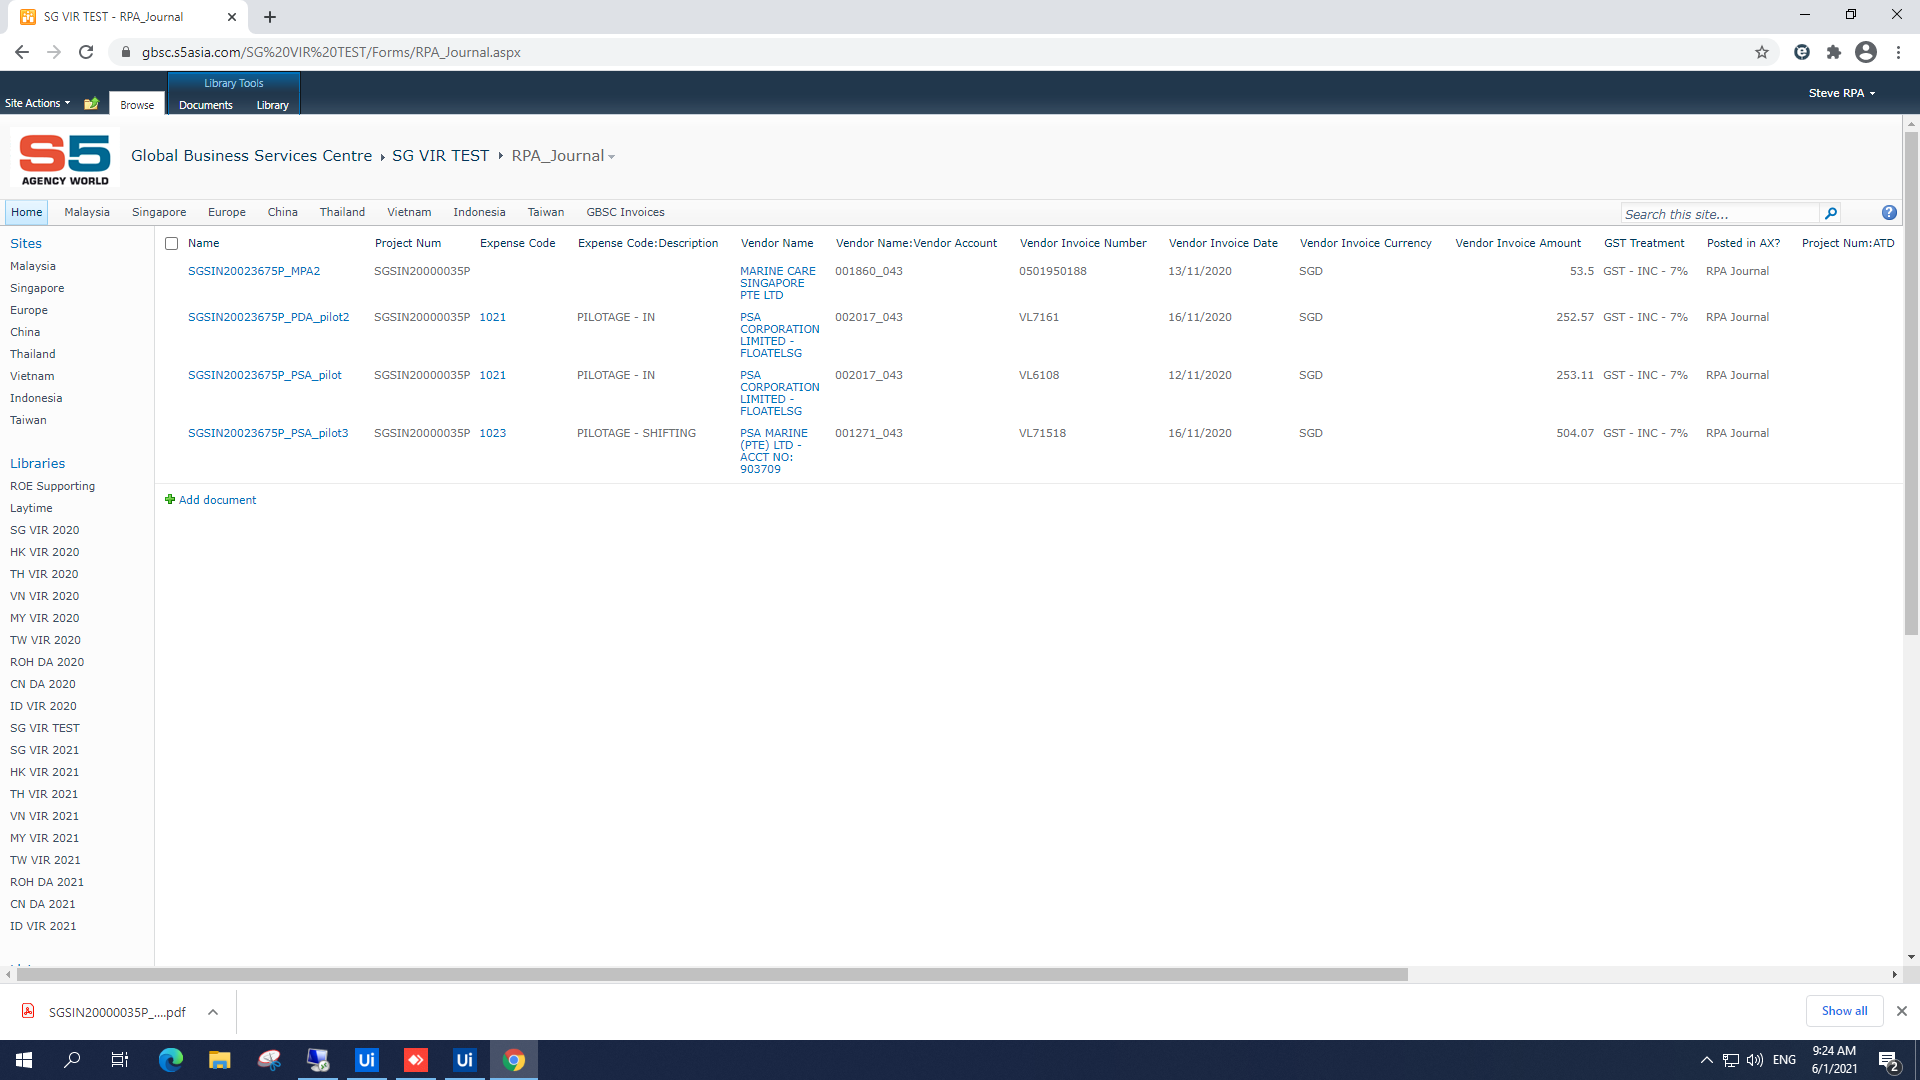 SG VIR TEST - RPA_Journal
gbsc.s5asia.com/SG%20VIR%20TEST/Forms/RPA_Journal.aspx
Library Tools
Site Actions
Browse
Documents
Library
Steve RPA
S5
AGENCY WORLD
Global Business Services Centre
SG VIR TEST
RPA_Journal
Home
Malaysia
Singapore
Europe
China
Thailand
Vietnam
Indonesia
Taiwan
GBSC Invoices
Search this site...
Sites
Malaysia
Singapore
Europe
China
Thailand
Vietnam
Indonesia
Taiwan
Libraries
ROE Supporting
Laytime
SG VIR 2020
HK VIR 2020
TH VIR 2020
VN VIR 2020
MY VIR 2020
TW VIR 2020
ROH DA 2020
CN DA 2020
ID VIR 2020
SG VIR TEST
SG VIR 2021
HK VIR 2021
TH VIR 2021
VN VIR 2021
MY VIR 2021
TW VIR 2021
ROH DA 2021
CN DA 2021
ID VIR 2021
Name Project Num Expense Code Expense Code:Description Vendor Name Vendor Name:Vendor Account Vendor Invoice Number Vendor Invoice Date Vendor Invoice Currency Vendor Invoice Amount GST Treatment Posted in AX? Project Num:ATD
SGSIN20023675P_MPA2 SGSIN20000035P MARINE CARE 001860_043 0501950188 13/11/2020 SGD 53.5 GST - INC - 7% RPA Journal
SINGAPORE
PTE LTD
SGSIN20023675P_PDA_pilot2 SGSIN20000035P 1021 PILOTAGE - IN PSA 002017_043 VL7161 16/11/2020 SGD 252.57 GST - INC - 7% RPA Journal
CORPORATION
LIMITED -
FLOATELSG
SGSIN20023675P_PSA_pilot SGSIN20000035P 1021 PILOTAGE - IN PSA 002017_043 VL6108 12/11/2020 SGD 253.11 GST - INC - 7% RPA Journal
CORPORATION
LIMITED -
FLOATELSG
SGSIN20023675P_PSA_pilot3 SGSIN20000035P 1023 PILOTAGE - SHIFTING PSA MARINE 001271_043 VL71518 16/11/2020 SGD 504.07 GST - INC - 7% RPA Journal
(PTE) LTD -
ACCT NO:
903709
Add document
SGSIN20000035P_....pdf
Show all
Ui
Ui
ENG
9:24 AM
6/1/2021
2